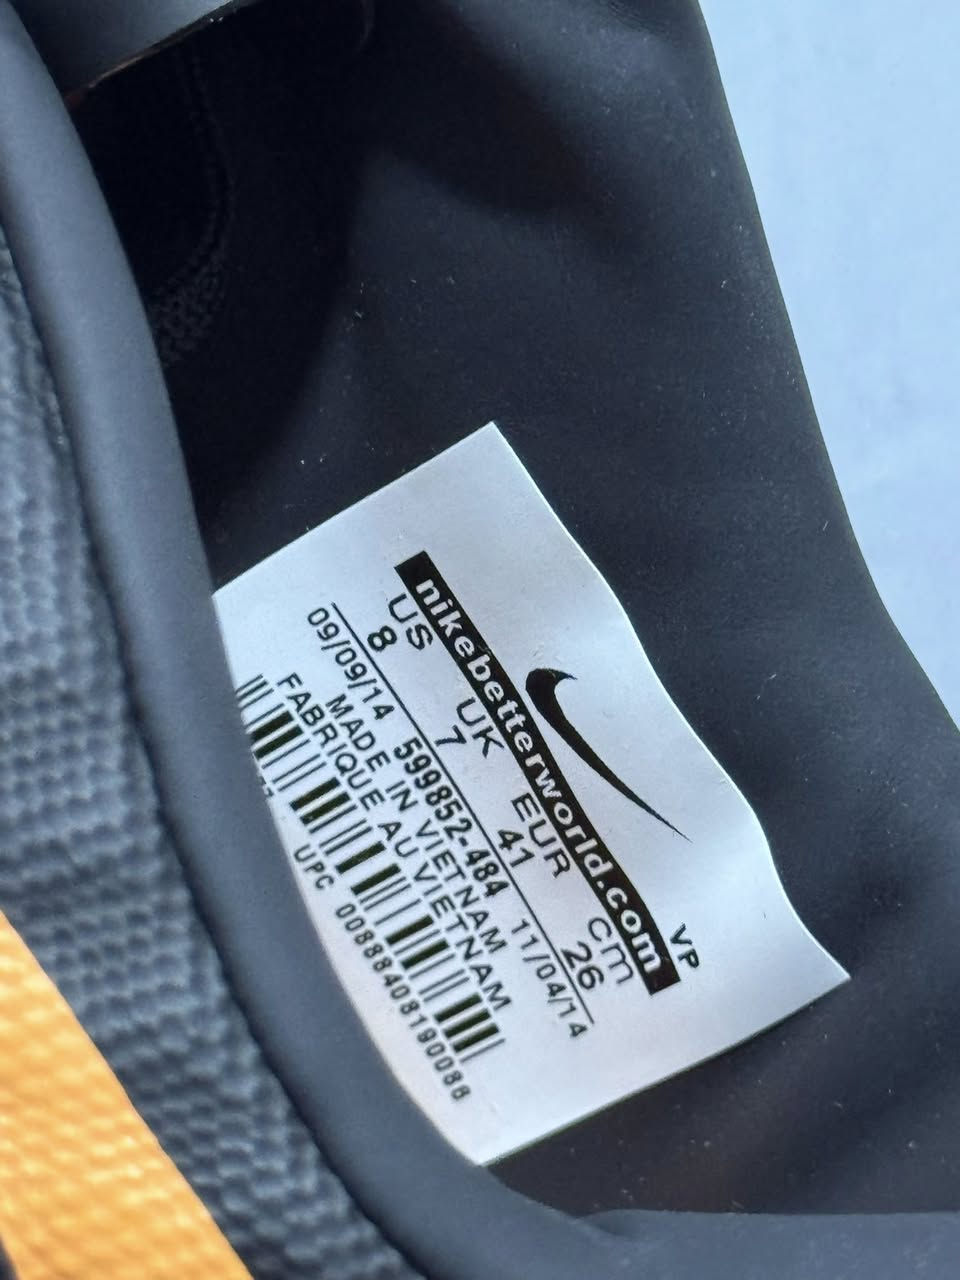 VP
nikebetterworld.com
US UK EUR cm
8 7 41 26
09/09/14 599852-484 11/04/14
MADE IN VIETNAM
FABRIQUE AU VIETNAM
UPC 00888408190088